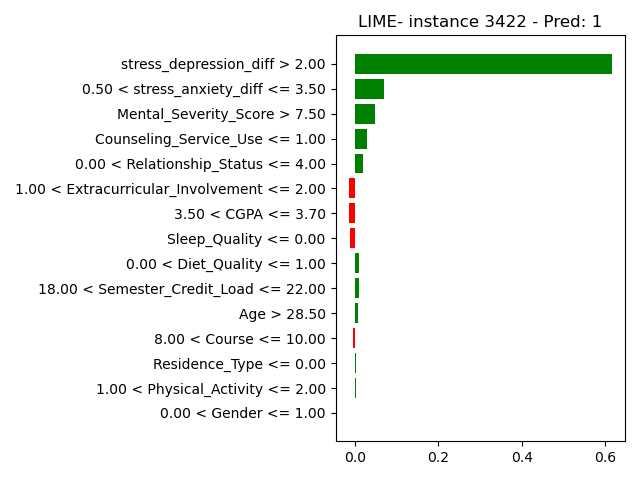 LIME- instance 3422 - Pred: 1
stress_depression_diff > 2.00
0.50 < stress_anxiety_diff <= 3.50
Mental_Severity_Score > 7.50
Counseling_Service_Use <= 1.00
0.00 < Relationship_Status <= 4.00
1.00 < Extracurricular_Involvement <= 2.00
3.50 < CGPA <= 3.70
Sleep_Quality <= 0.00
0.00 < Diet_Quality <= 1.00
18.00 < Semester_Credit_Load <= 22.00
Age > 28.50
8.00 < Course <= 10.00
Residence_Type <= 0.00
1.00 < Physical_Activity <= 2.00
0.00 < Gender <= 1.00
0.0 0.2 0.4 0.6